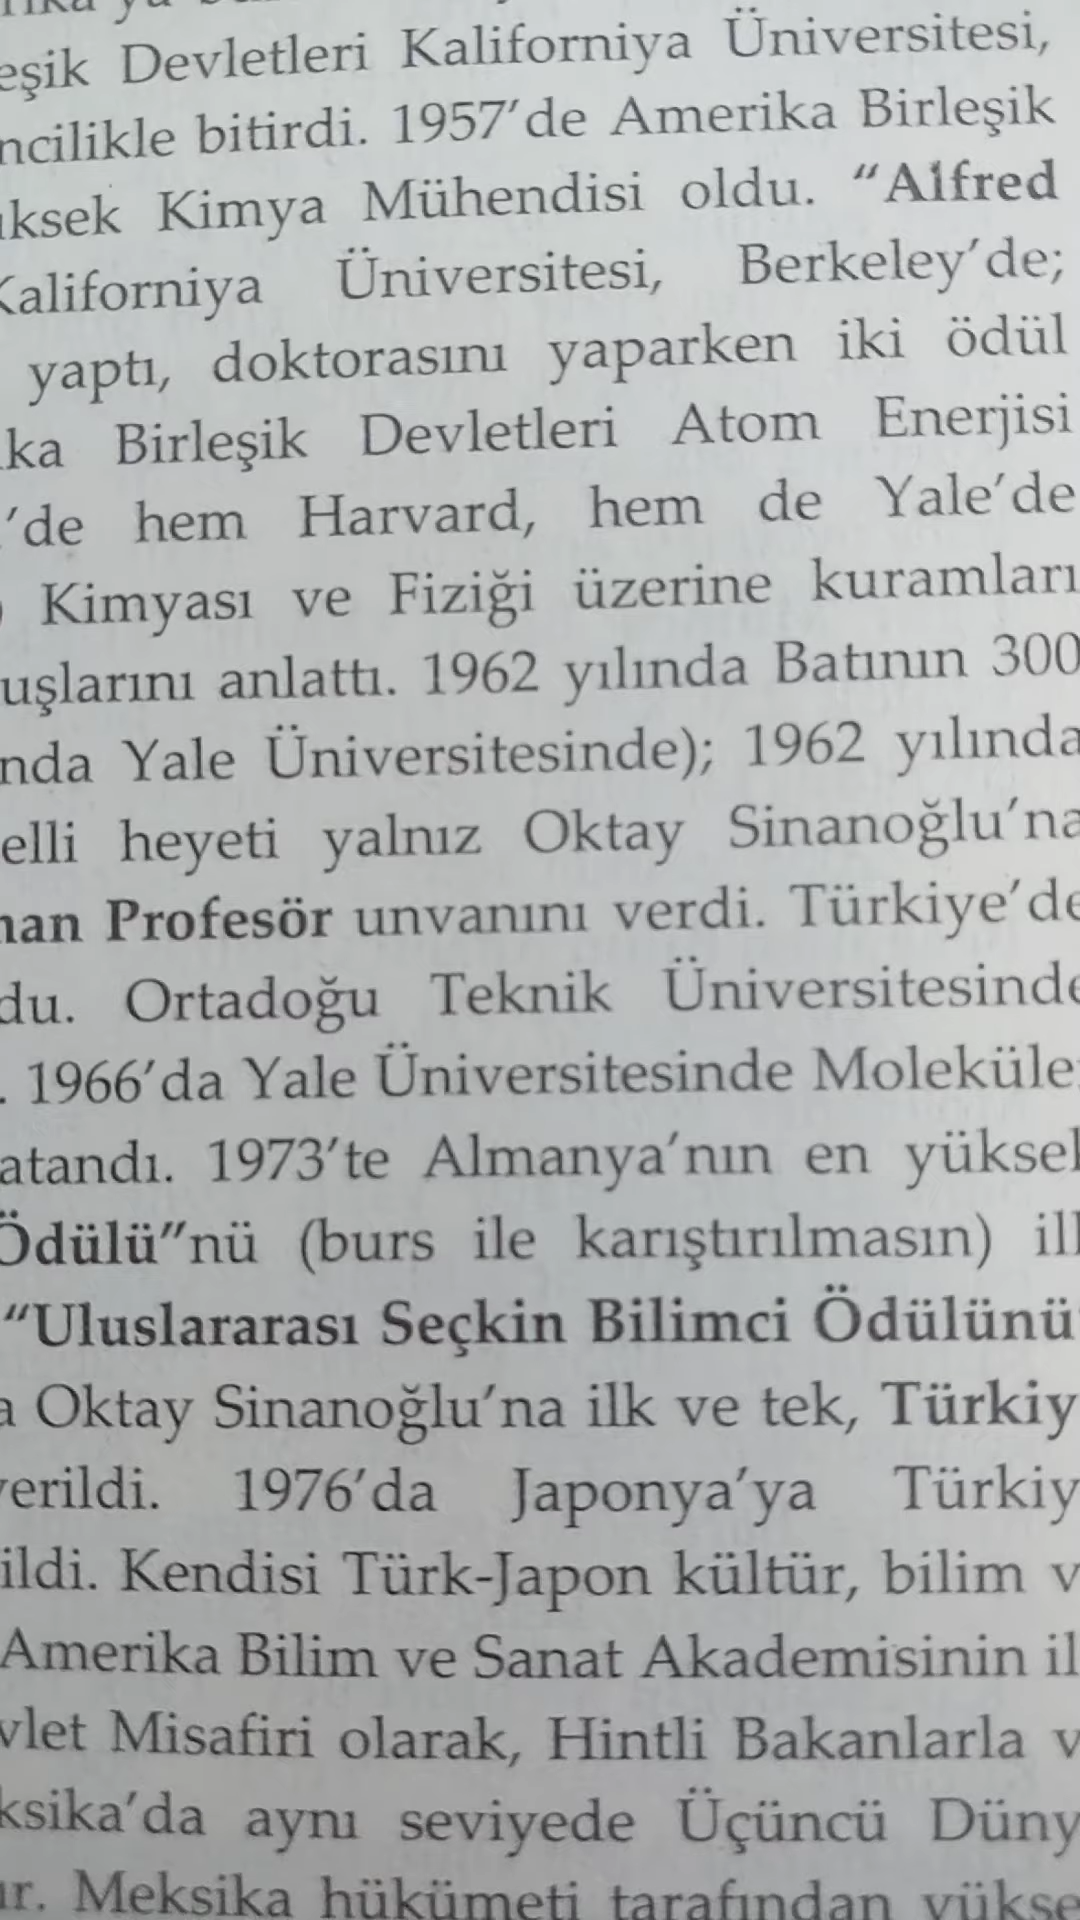 eşik Devletleri Kaliforniya Üniversitesi,
ncilikle bitirdi. 1957’de Amerika Birleşik
ksek Kimya Mühendisi oldu. “Alfred
Kaliforniya Üniversitesi, Berkeley’de;
yaptı, doktorasını yaparken iki ödül
ka Birleşik Devletleri Atom Enerjisi
’de hem Harvard, hem de Yale’de
Kimyası ve Fiziği üzerine kuramları
uşlarını anlattı. 1962 yılında Batının 300
nda Yale Üniversitesinde); 1962 yılında
elli heyeti yalnız Oktay Sinanoğlu’na
man Profesör unvanını verdi. Türkiye’de
du. Ortadoğu Teknik Üniversitesinde
. 1966’da Yale Üniversitesinde Moleküle
atandı. 1973’te Almanya’nın en yüksek
Ödülü”nü (burs ile karıştırılmasın) ilk
“Uluslararası Seçkin Bilimci Ödülünü
a Oktay Sinanoğlu’na ilk ve tek, Türkiy
verildi. 1976’da Japonya’ya Türkiy
ildi. Kendisi Türk-Japon kültür, bilim v
Amerika Bilim ve Sanat Akademisinin il
vlet Misafiri olarak, Hintli Bakanlarla v
ksika’da aynı seviyede Üçüncü Düny
ur. Meksika hükümeti tarafından yükse